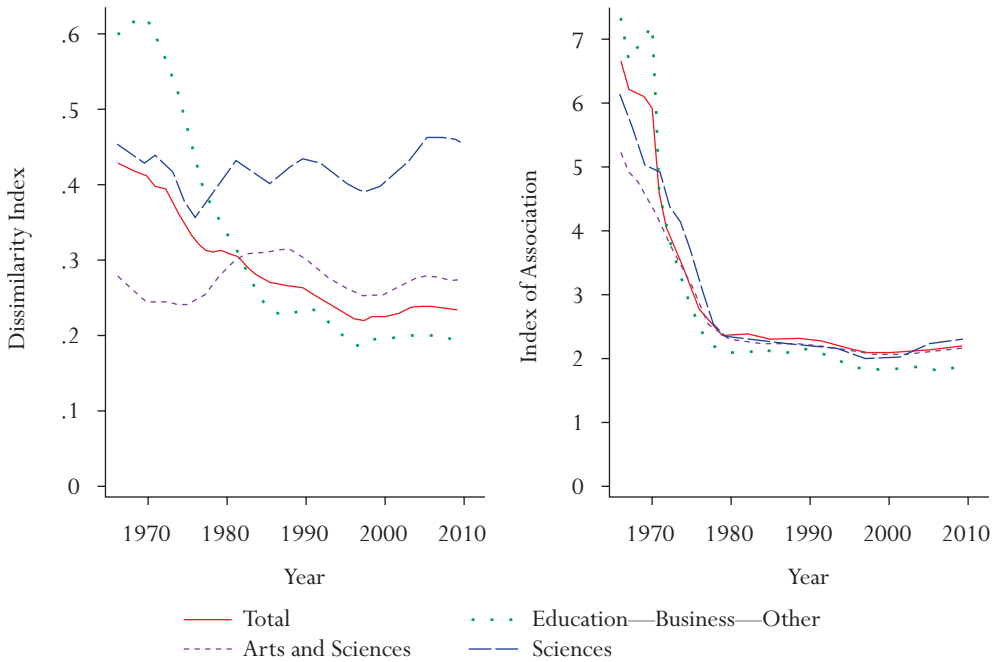 .6
.5
.4
.3
.2
.1
0
Dissimilarity Index
1970 1980 1990 2000 2010
Year
7
6
5
4
3
2
1
0
Index of Association
1970 1980 1990 2000 2010
Year
Total
Education—Business—Other
Arts and Sciences
Sciences